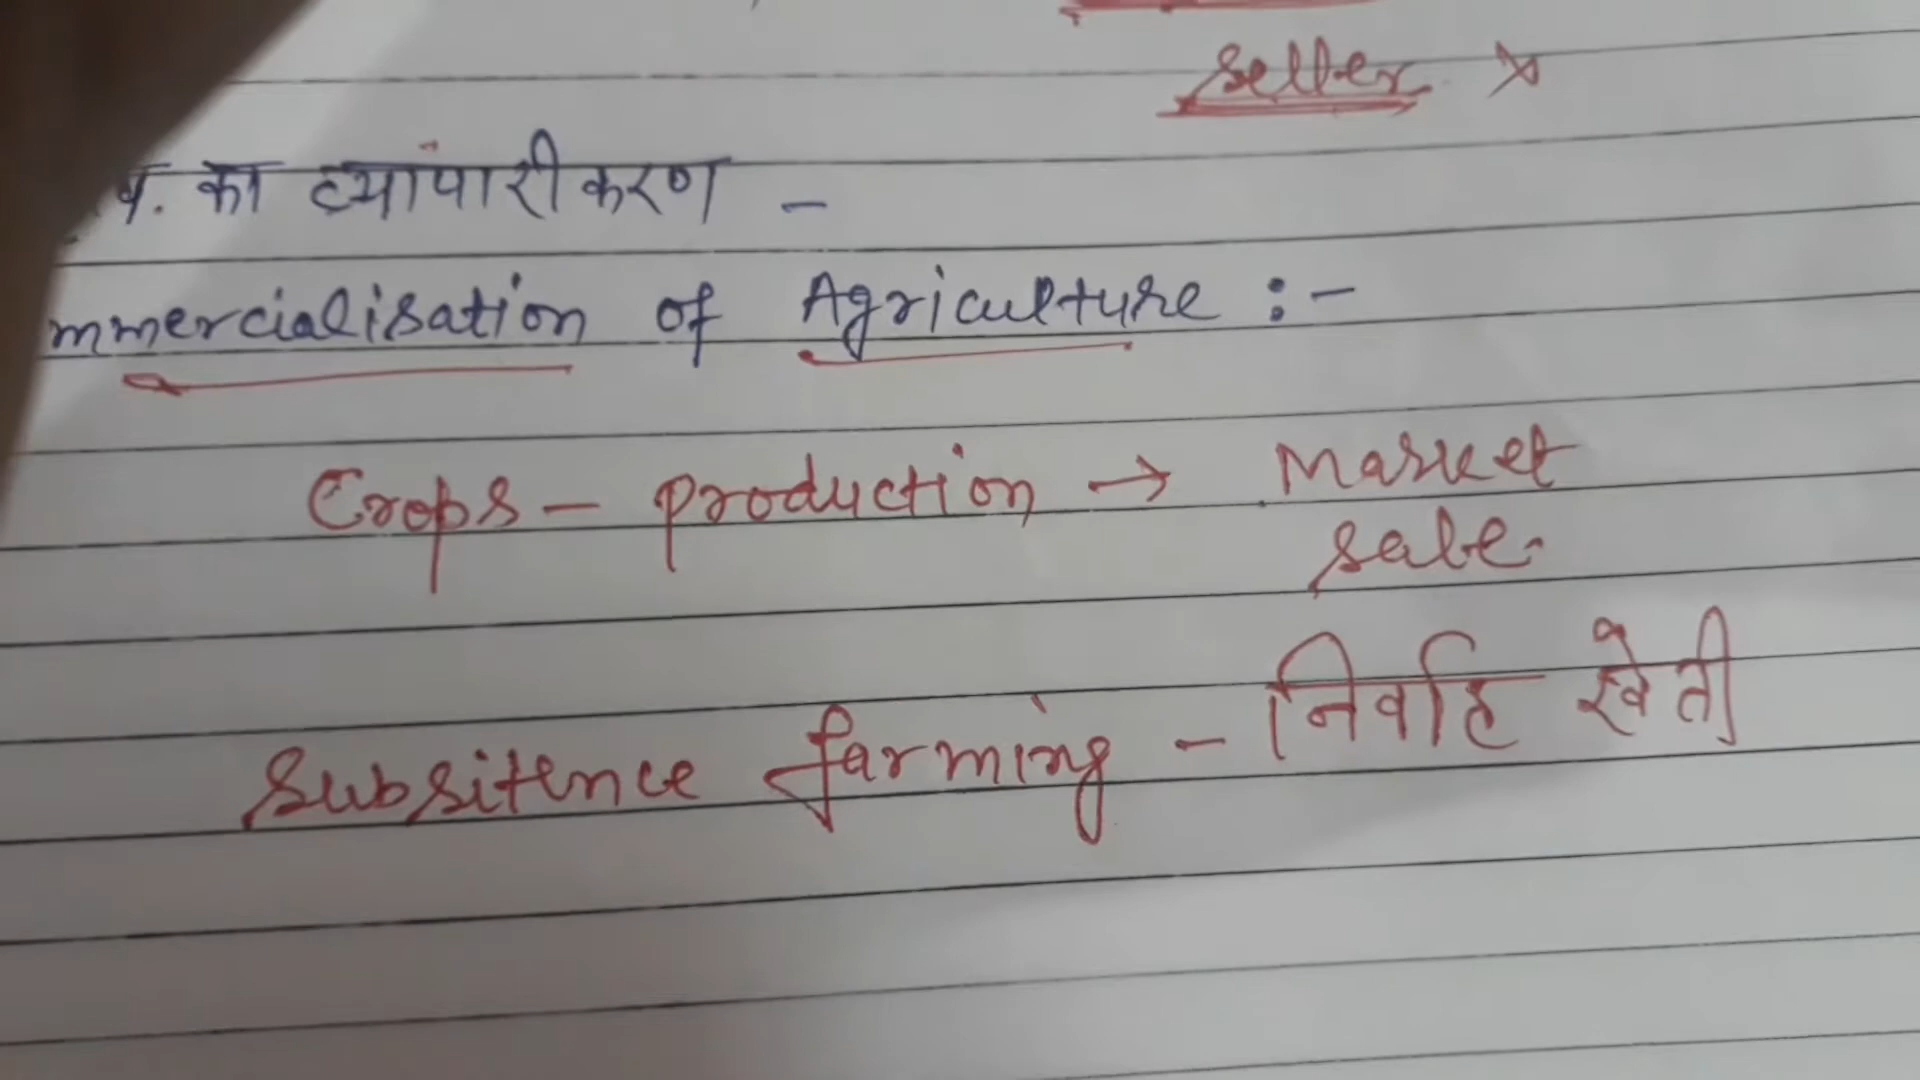 seller
का व्यापारीकरण -
mmercialisation of Agriculture :-
Crops - production → Market
sale.
Subsitence farming - निर्वाह खेती